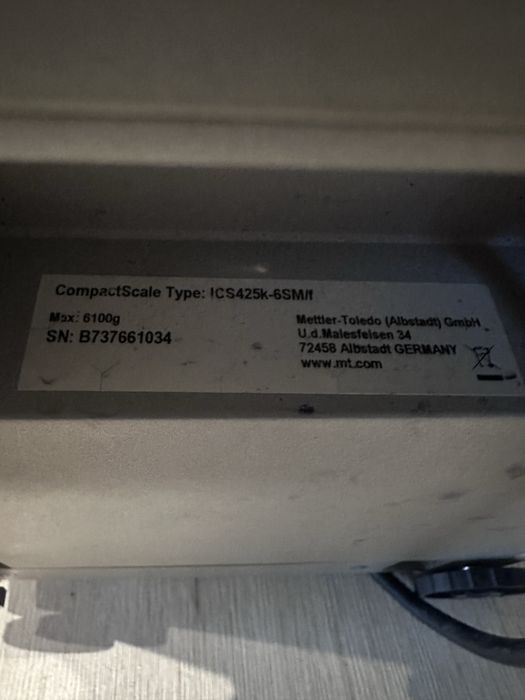 CompactScale Type: ICS425k-6SM/f
Max: 6100g
SN: B737661034
Mettler-Toledo (Albstadt) GmbH
U.d.Malesfelsen 34
72458 Albstadt GERMANY
www.mt.com